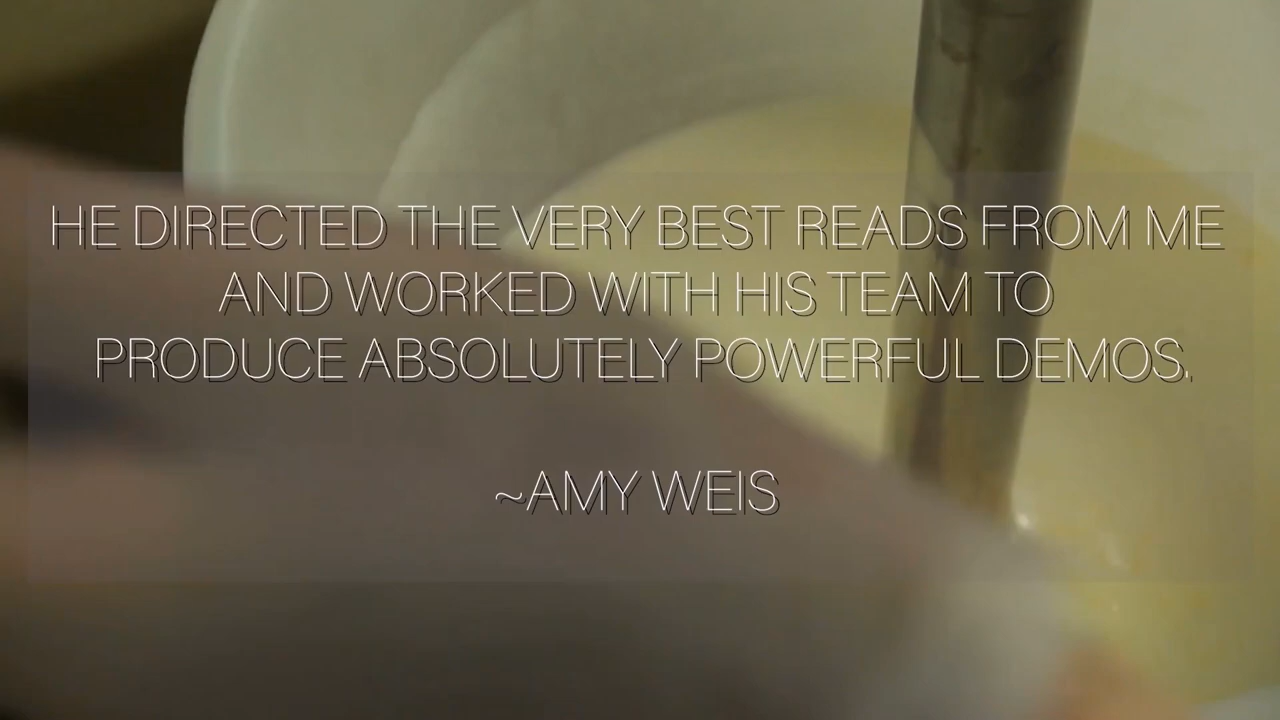 HE DIRECTED THE VERY BEST READS FROM ME
AND WORKED WITH HIS TEAM TO
PRODUCE ABSOLUTELY POWERFUL DEMOS.
~AMY WEIS